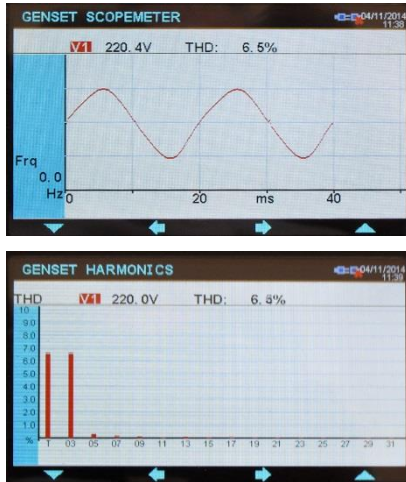 GENSET SCOPEMETER
04/11/2014
11:38
V1 220.4V THD: 6.5%
Frq
0.0
Hz
0 20 ms 40
GENSET HARMONICS
04/11/2014
11:39
THD V1 220.0V THD: 6.6%
10
9.0
8.0
7.0
6.0
5.0
4.0
3.0
2.0
1.0
% T 03 05 07 09 11 13 15 17 19 21 23 25 27 29 31